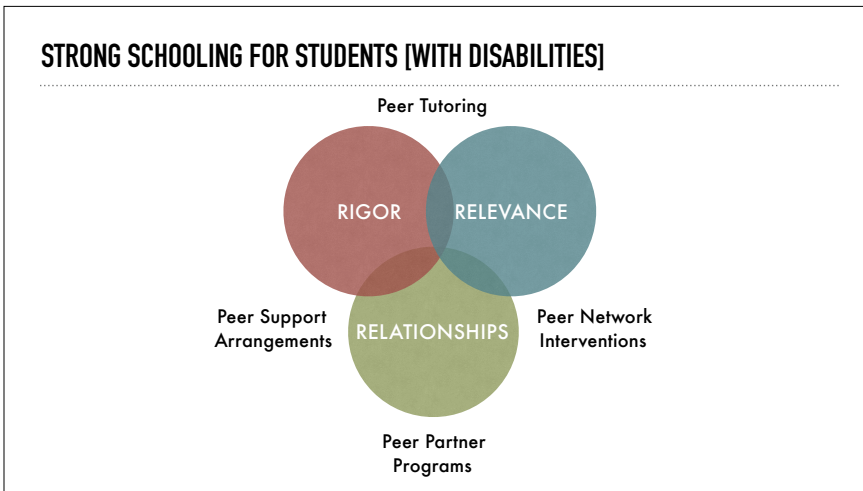 STRONG SCHOOLING FOR STUDENTS [WITH DISABILITIES]
Peer Tutoring
RIGOR
RELEVANCE
Peer Support
Arrangements
RELATIONSHIPS
Peer Network
Interventions
Peer Partner
Programs